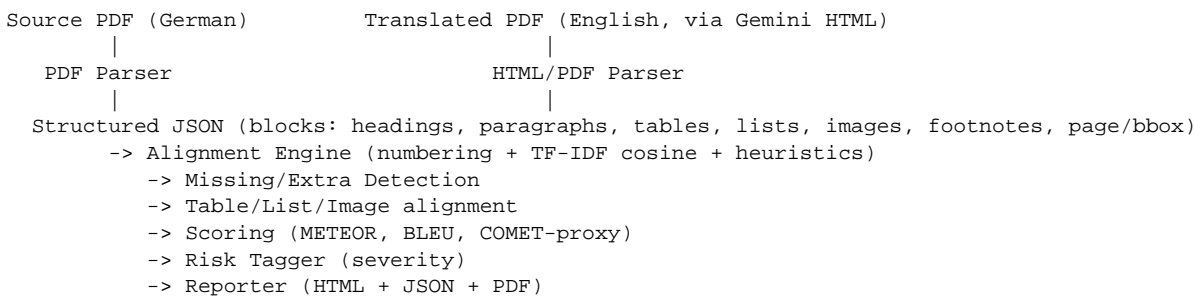 Source PDF (German) Translated PDF (English, via Gemini HTML)
| |
PDF Parser HTML/PDF Parser
| |
Structured JSON (blocks: headings, paragraphs, tables, lists, images, footnotes, page/bbox)
-> Alignment Engine (numbering + TF-IDF cosine + heuristics)
-> Missing/Extra Detection
-> Table/List/Image alignment
-> Scoring (METEOR, BLEU, COMET-proxy)
-> Risk Tagger (severity)
-> Reporter (HTML + JSON + PDF)